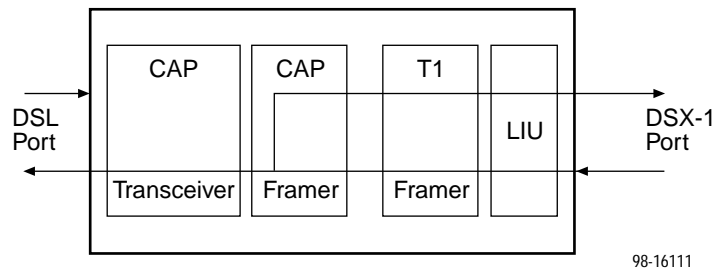 CAP
CAP
T1
DSL
Port
LIU
DSX-1
Port
Transceiver
Framer
Framer
98-16111